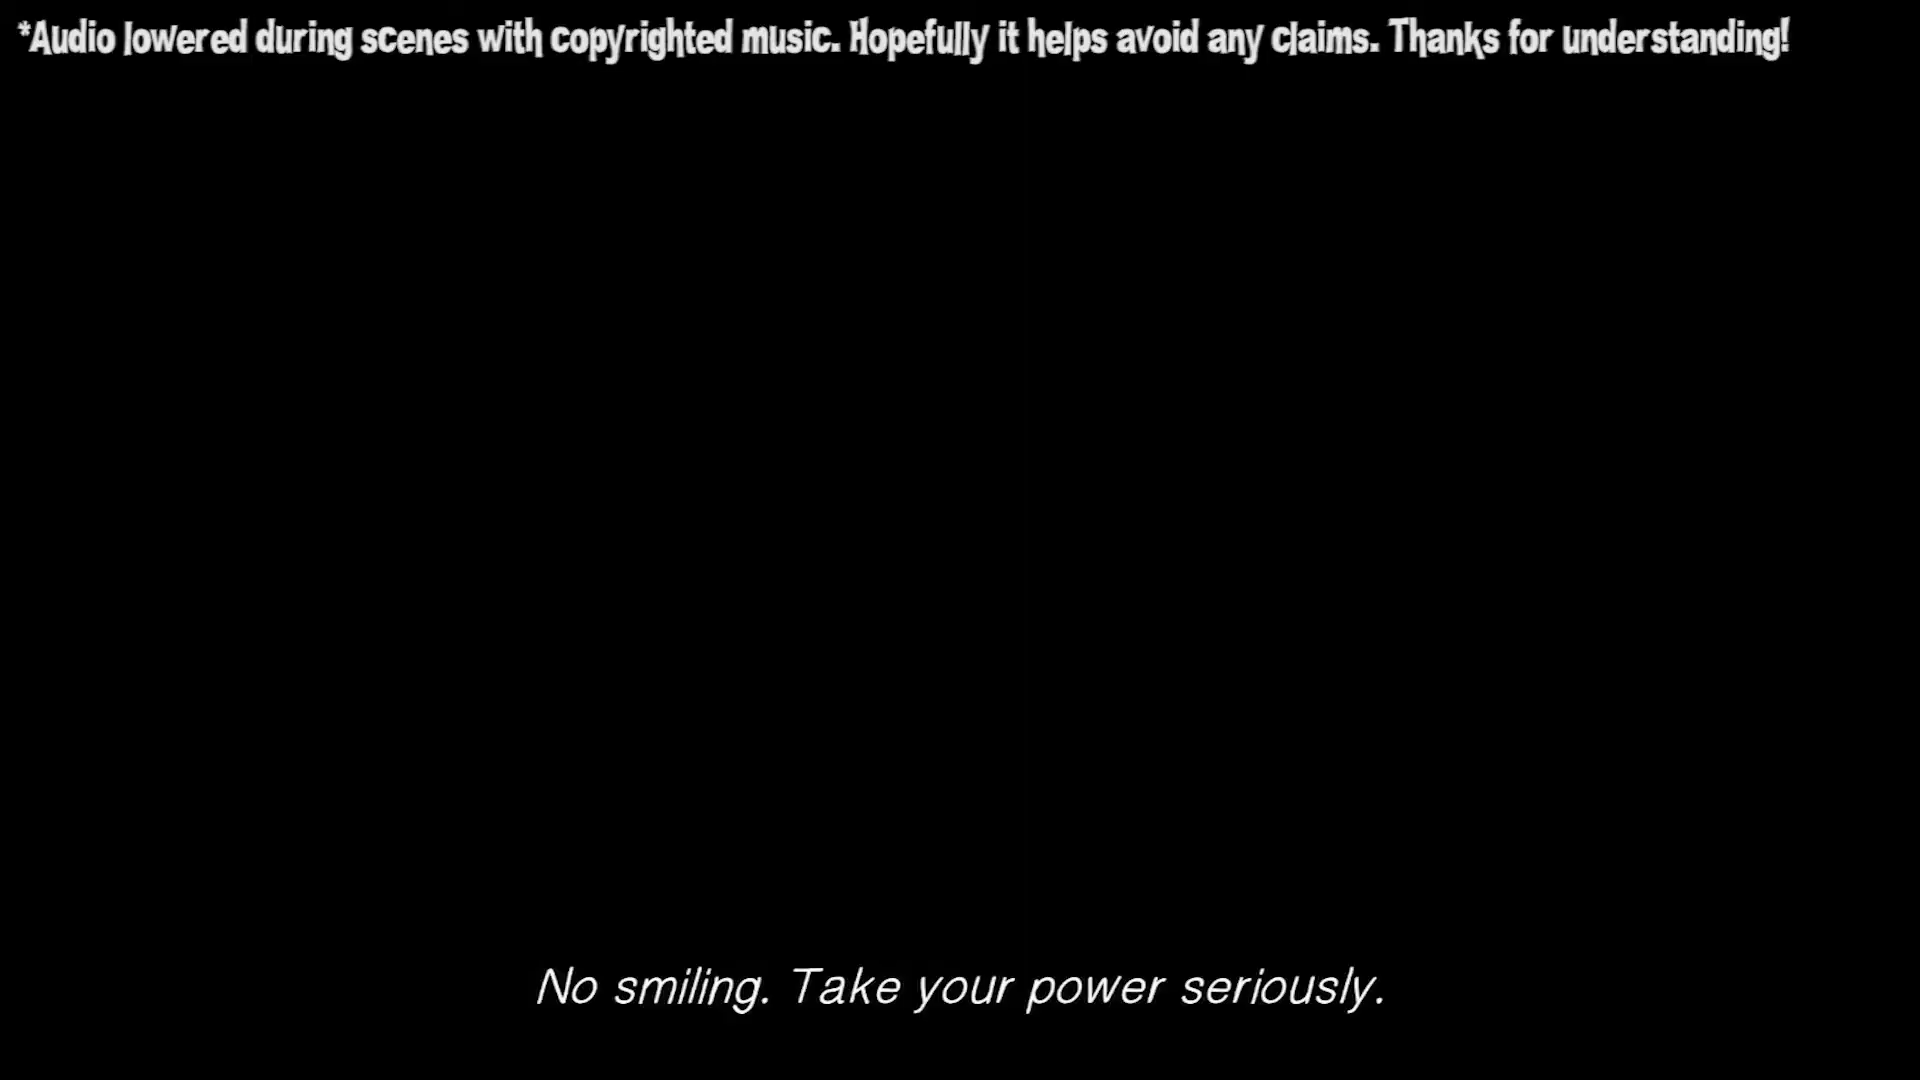 *Audio lowered during scenes with copyrighted music. Hopefully it helps avoid any claims. Thanks for understanding!
No smiling. Take your power seriously.